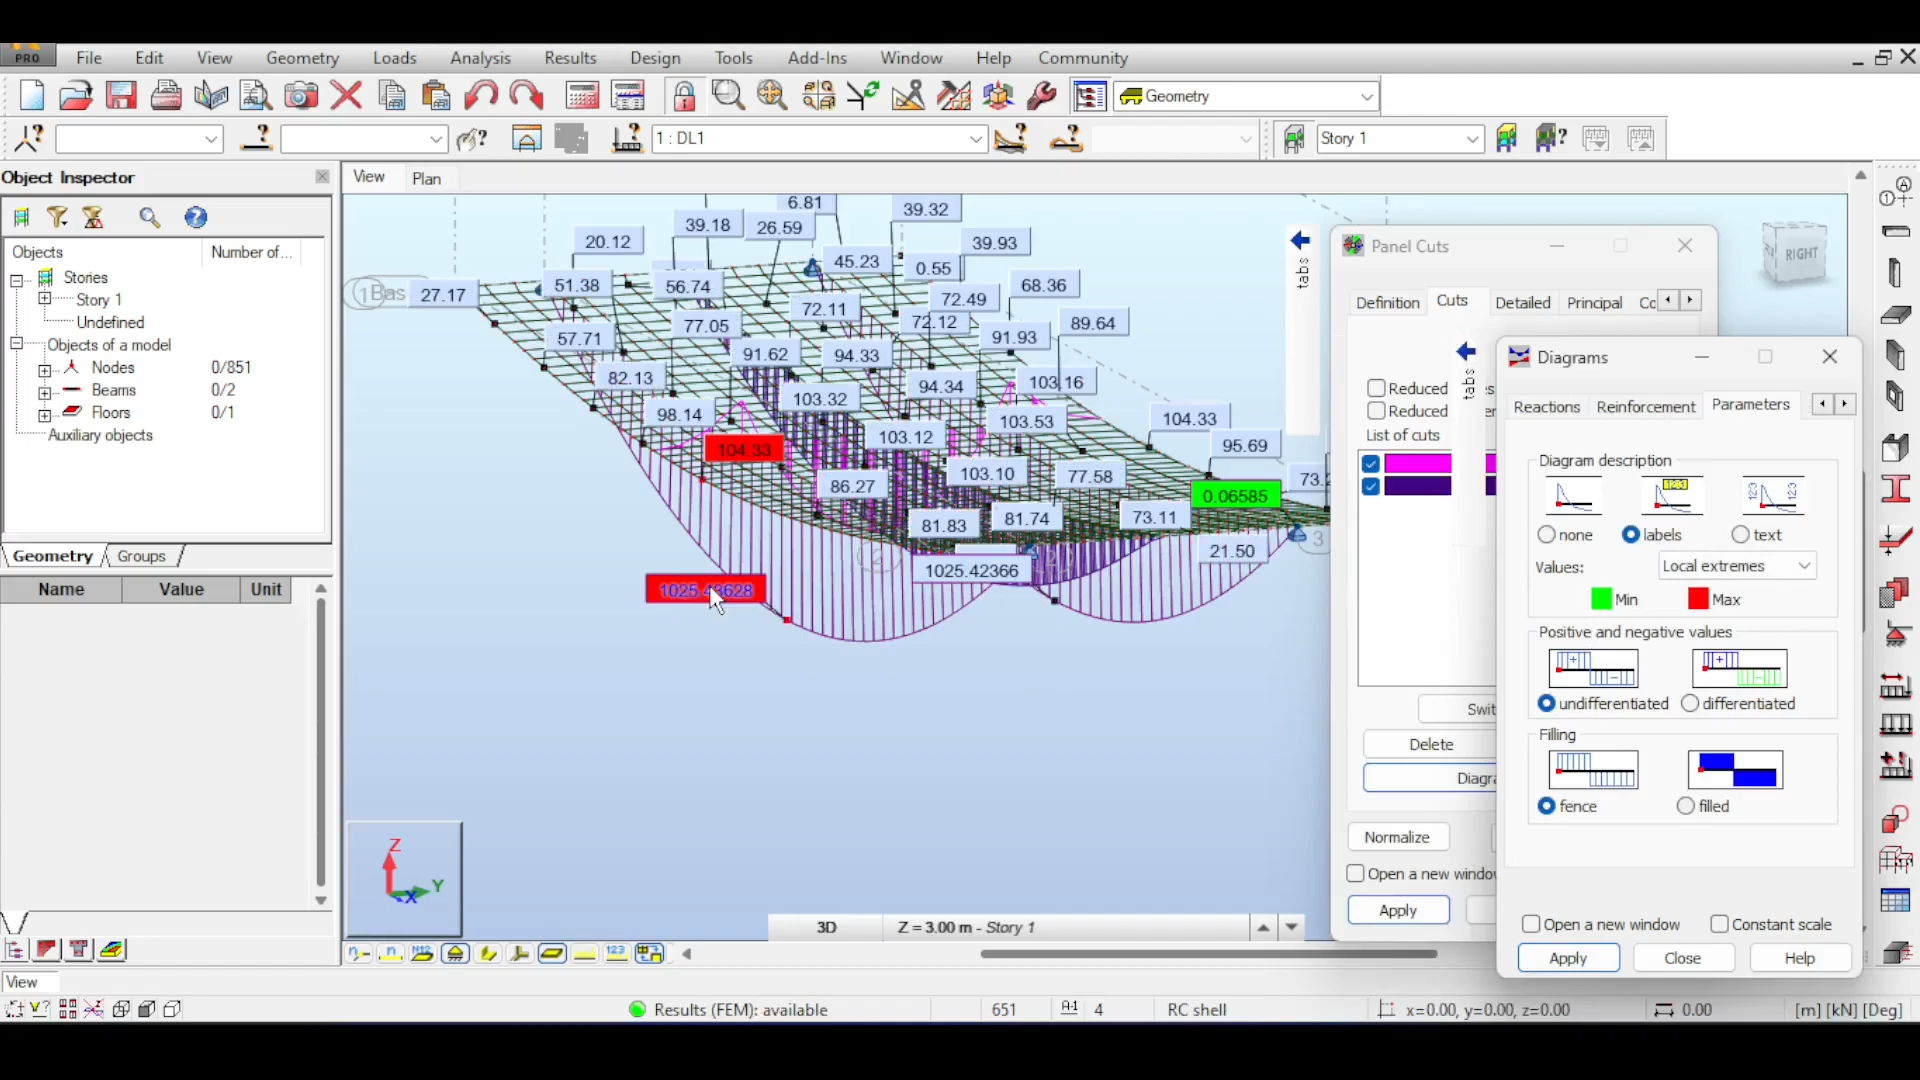 PRO File Edit View Geometry Loads Analysis Results Design Tools Add-Ins Window Help Community
Geometry
1 : DL1 Story 1
Object Inspector
View Plan
Objects Number of...
Stories
Story 1
Undefined
Objects of a model
Nodes 0/851
Beams 0/2
Floors 0/1
Auxiliary objects
Geometry Groups
Name Value Unit
6.81
39.32
39.18
26.59
20.12
39.93
45.23
0.55
51.38
56.74
68.36
1 Bas 27.17
72.49
72.11
72.12
89.64
77.05
57.71
91.93
91.62
94.33
82.13
94.34
103.16
103.32
98.14
103.53
104.33
103.12
95.69
104.33
103.10
77.58
86.27
0.06585
81.83
81.74
73.11
3
21.50
1025.42366
RIGHT
Z
Y
X
3D Z = 3.00 m - Story 1
tabs
Panel Cuts
Definition Cuts Detailed Principal
Reduced
Reduced
List of cuts
Delete
Normalize
Apply
tabs
Diagrams
Reactions Reinforcement Parameters
Diagram description
none labels text
Values: Local extremes
Min Max
Positive and negative values
undifferentiated differentiated
Filling
fence filled
Open a new window Constant scale
Apply Close Help
View
Results (FEM): available 651 4 RC shell x=0.00, y=0.00, z=0.00 0.00 [m] [kN] [Deg]